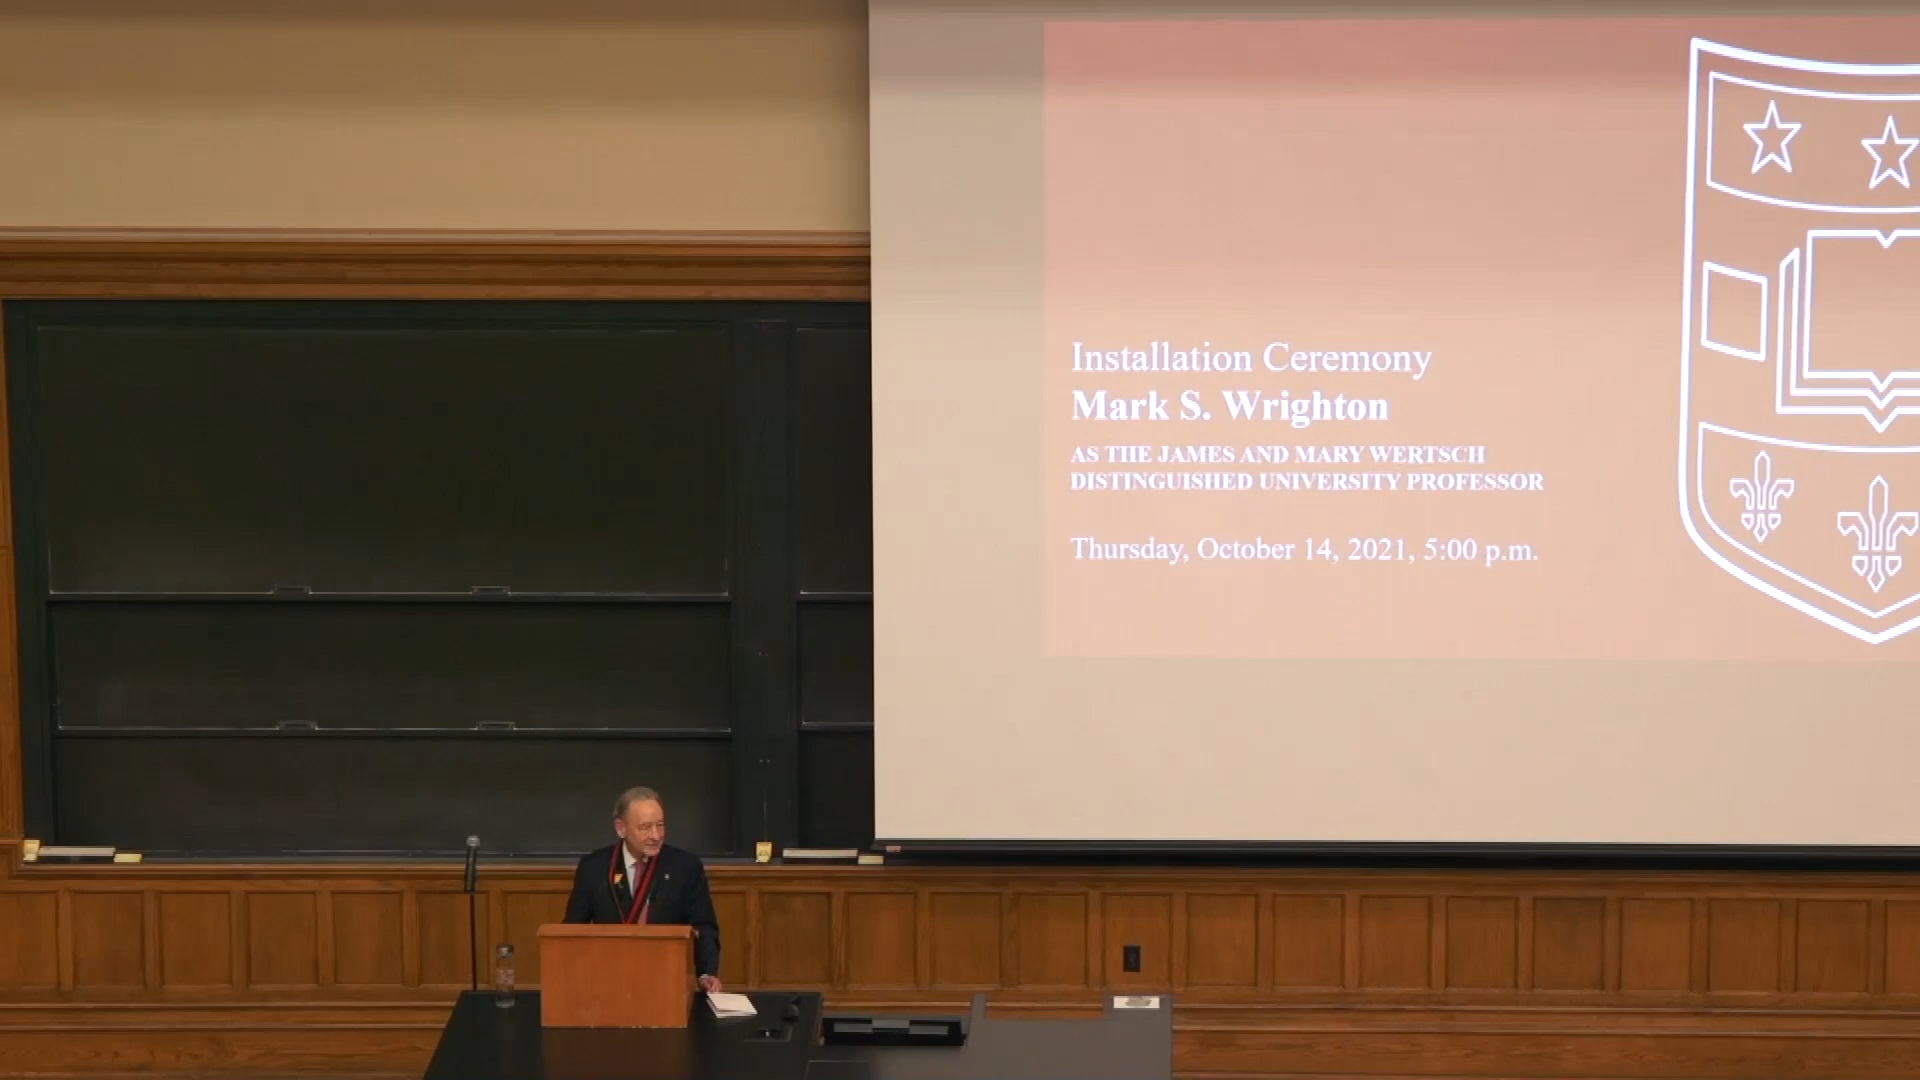 Installation Ceremony
Mark S. Wrighton
AS THE JAMES AND MARY WERTSCH
DISTINGUISHED UNIVERSITY PROFESSOR
Thursday, October 14, 2021, 5:00 p.m.